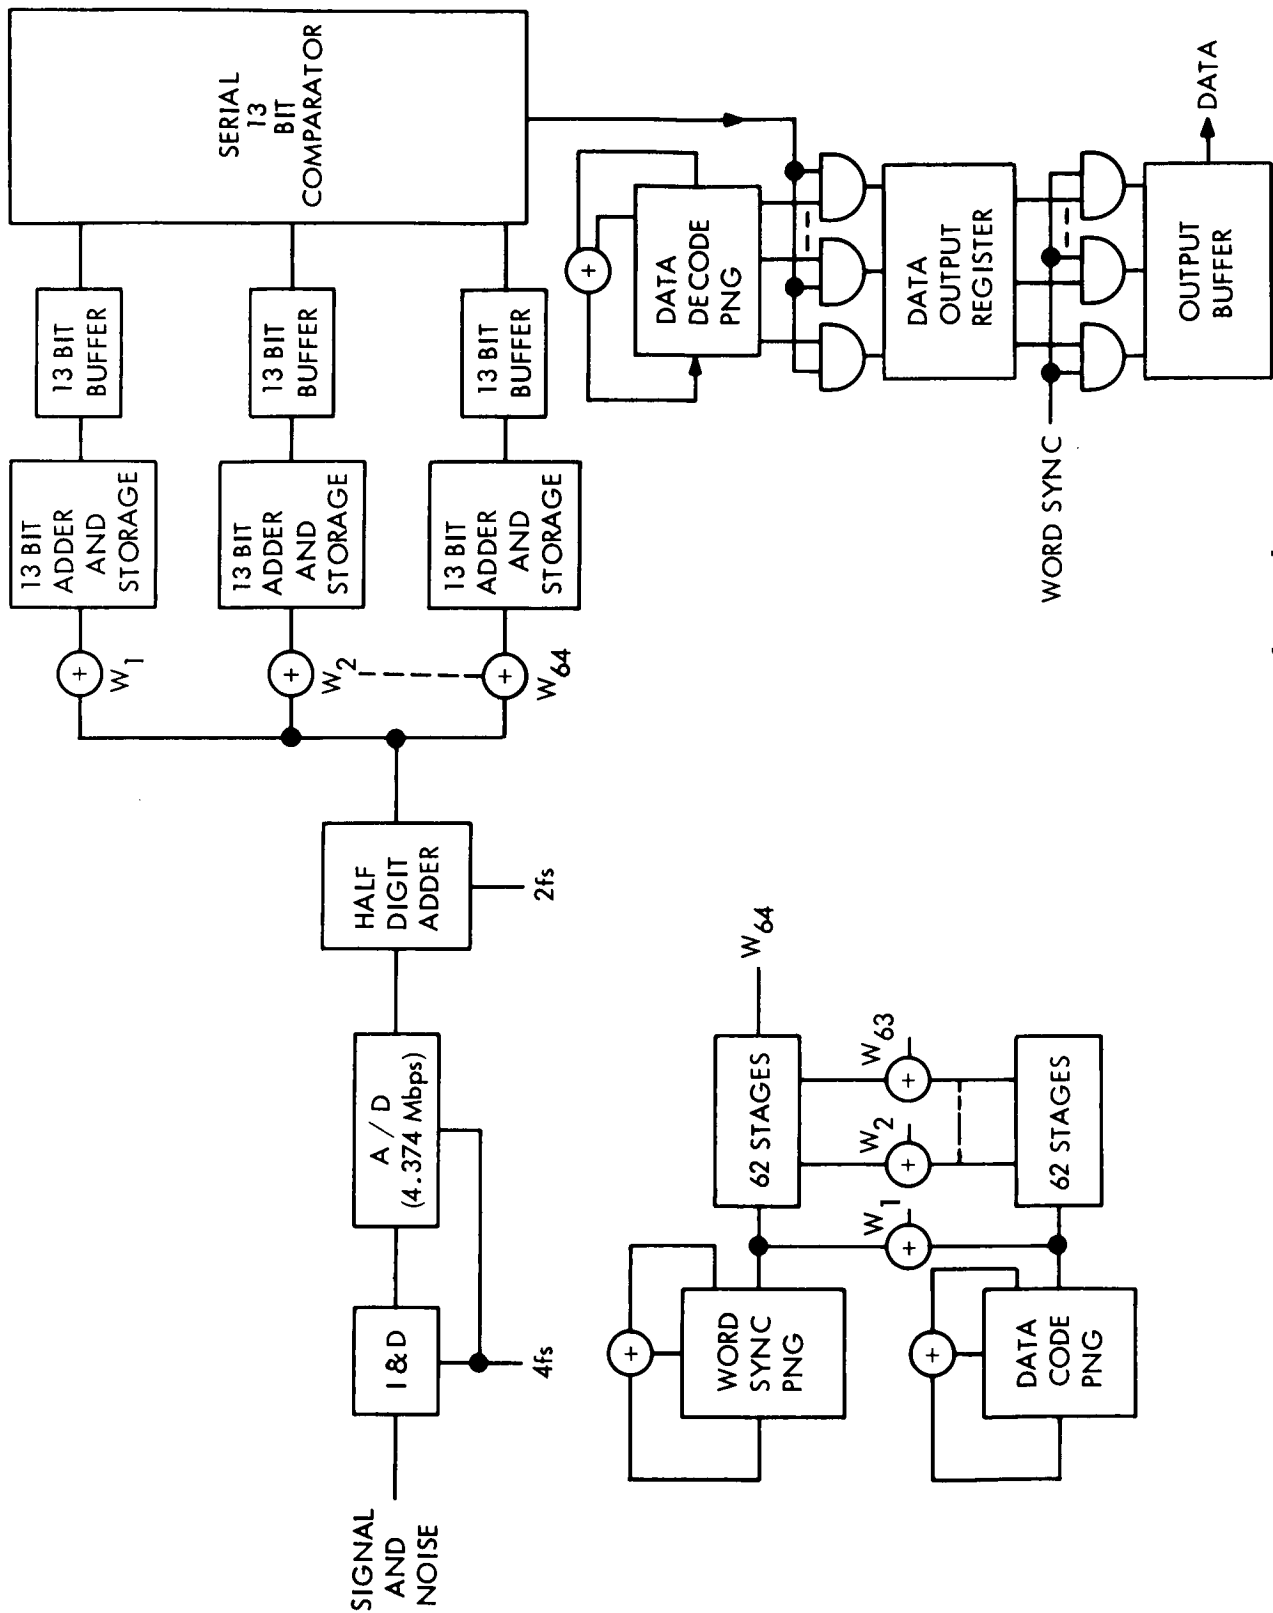 SIGNAL
AND
NOISE
I & D
4fs
A / D
(4.374 Mbps)
HALF
DIGIT
ADDER
2fs
+
W1
+
W2
+
W64
13 BIT
ADDER
AND
STORAGE
13 BIT
ADDER
AND
STORAGE
13 BIT
ADDER
AND
STORAGE
13 BIT
BUFFER
13 BIT
BUFFER
13 BIT
BUFFER
SERIAL
13
BIT
COMPARATOR
+
WORD
SYNC
PNG
62 STAGES
W64
+
W1
+
W2
+
W63
+
DATA
CODE
PNG
62 STAGES
+
DATA
DECODE
PNG
DATA
OUTPUT
REGISTER
WORD SYNC
OUTPUT
BUFFER
DATA